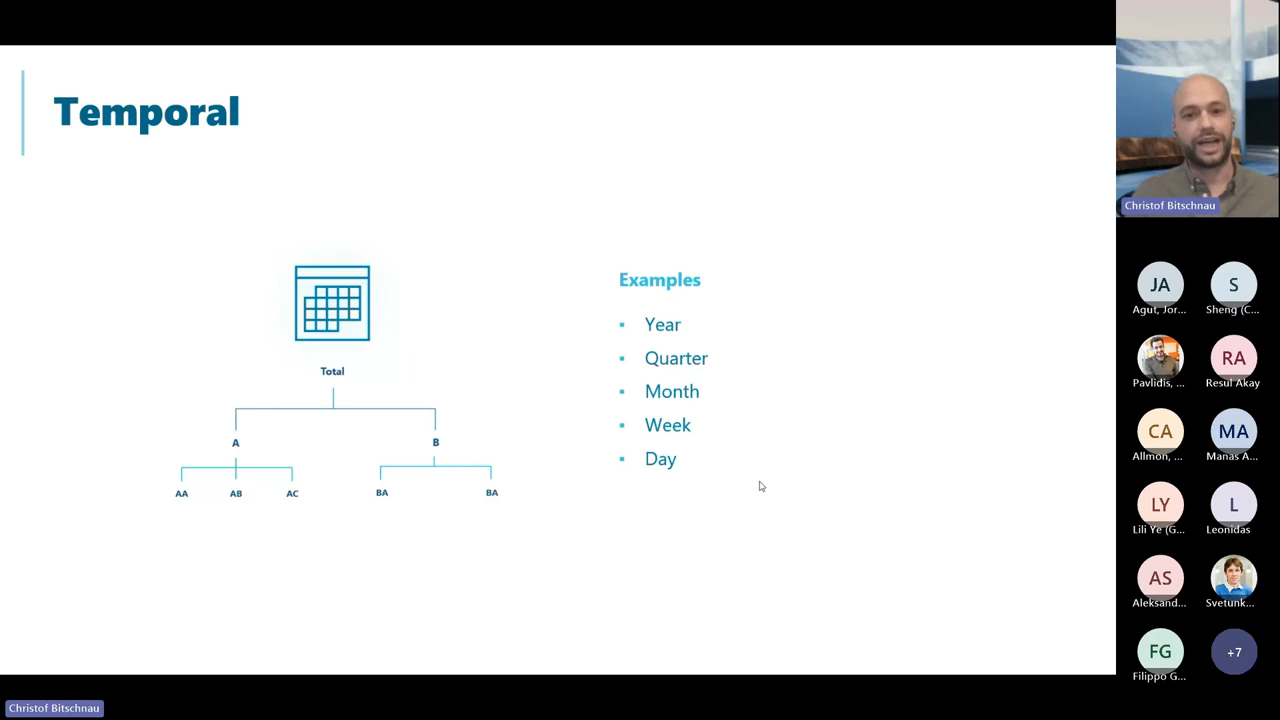 Temporal
Total
A B
AA AB AC BA BA
Examples
▪ Year
▪ Quarter
▪ Month
▪ Week
▪ Day
Christof Bitschnau
JA S
Agut, Jor... Sheng (C...
RA
Pavlidis, ... Resul Akay
CA MA
Allmon, ... Manas A...
LY L
Lili Ye (G... Leonidas
AS
Aleksand... Svetunk...
FG +7
Filippo G...
Christof Bitschnau